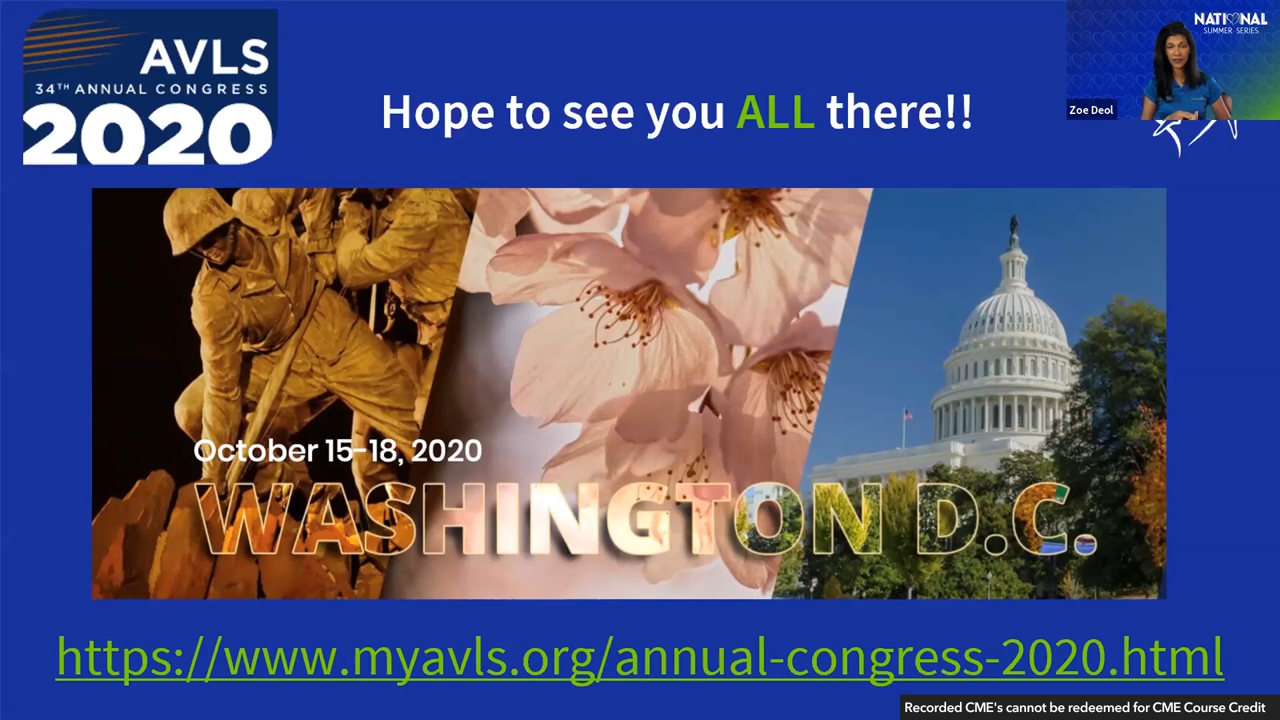 AVLS
34TH ANNUAL CONGRESS
2020
Hope to see you ALL there!!
NATIONAL
SUMMER SERIES
Zoe Deol
October 15-18, 2020
WASHINGTON D.C.
https://www.myavls.org/annual-congress-2020.html
Recorded CME's cannot be redeemed for CME Course Credit